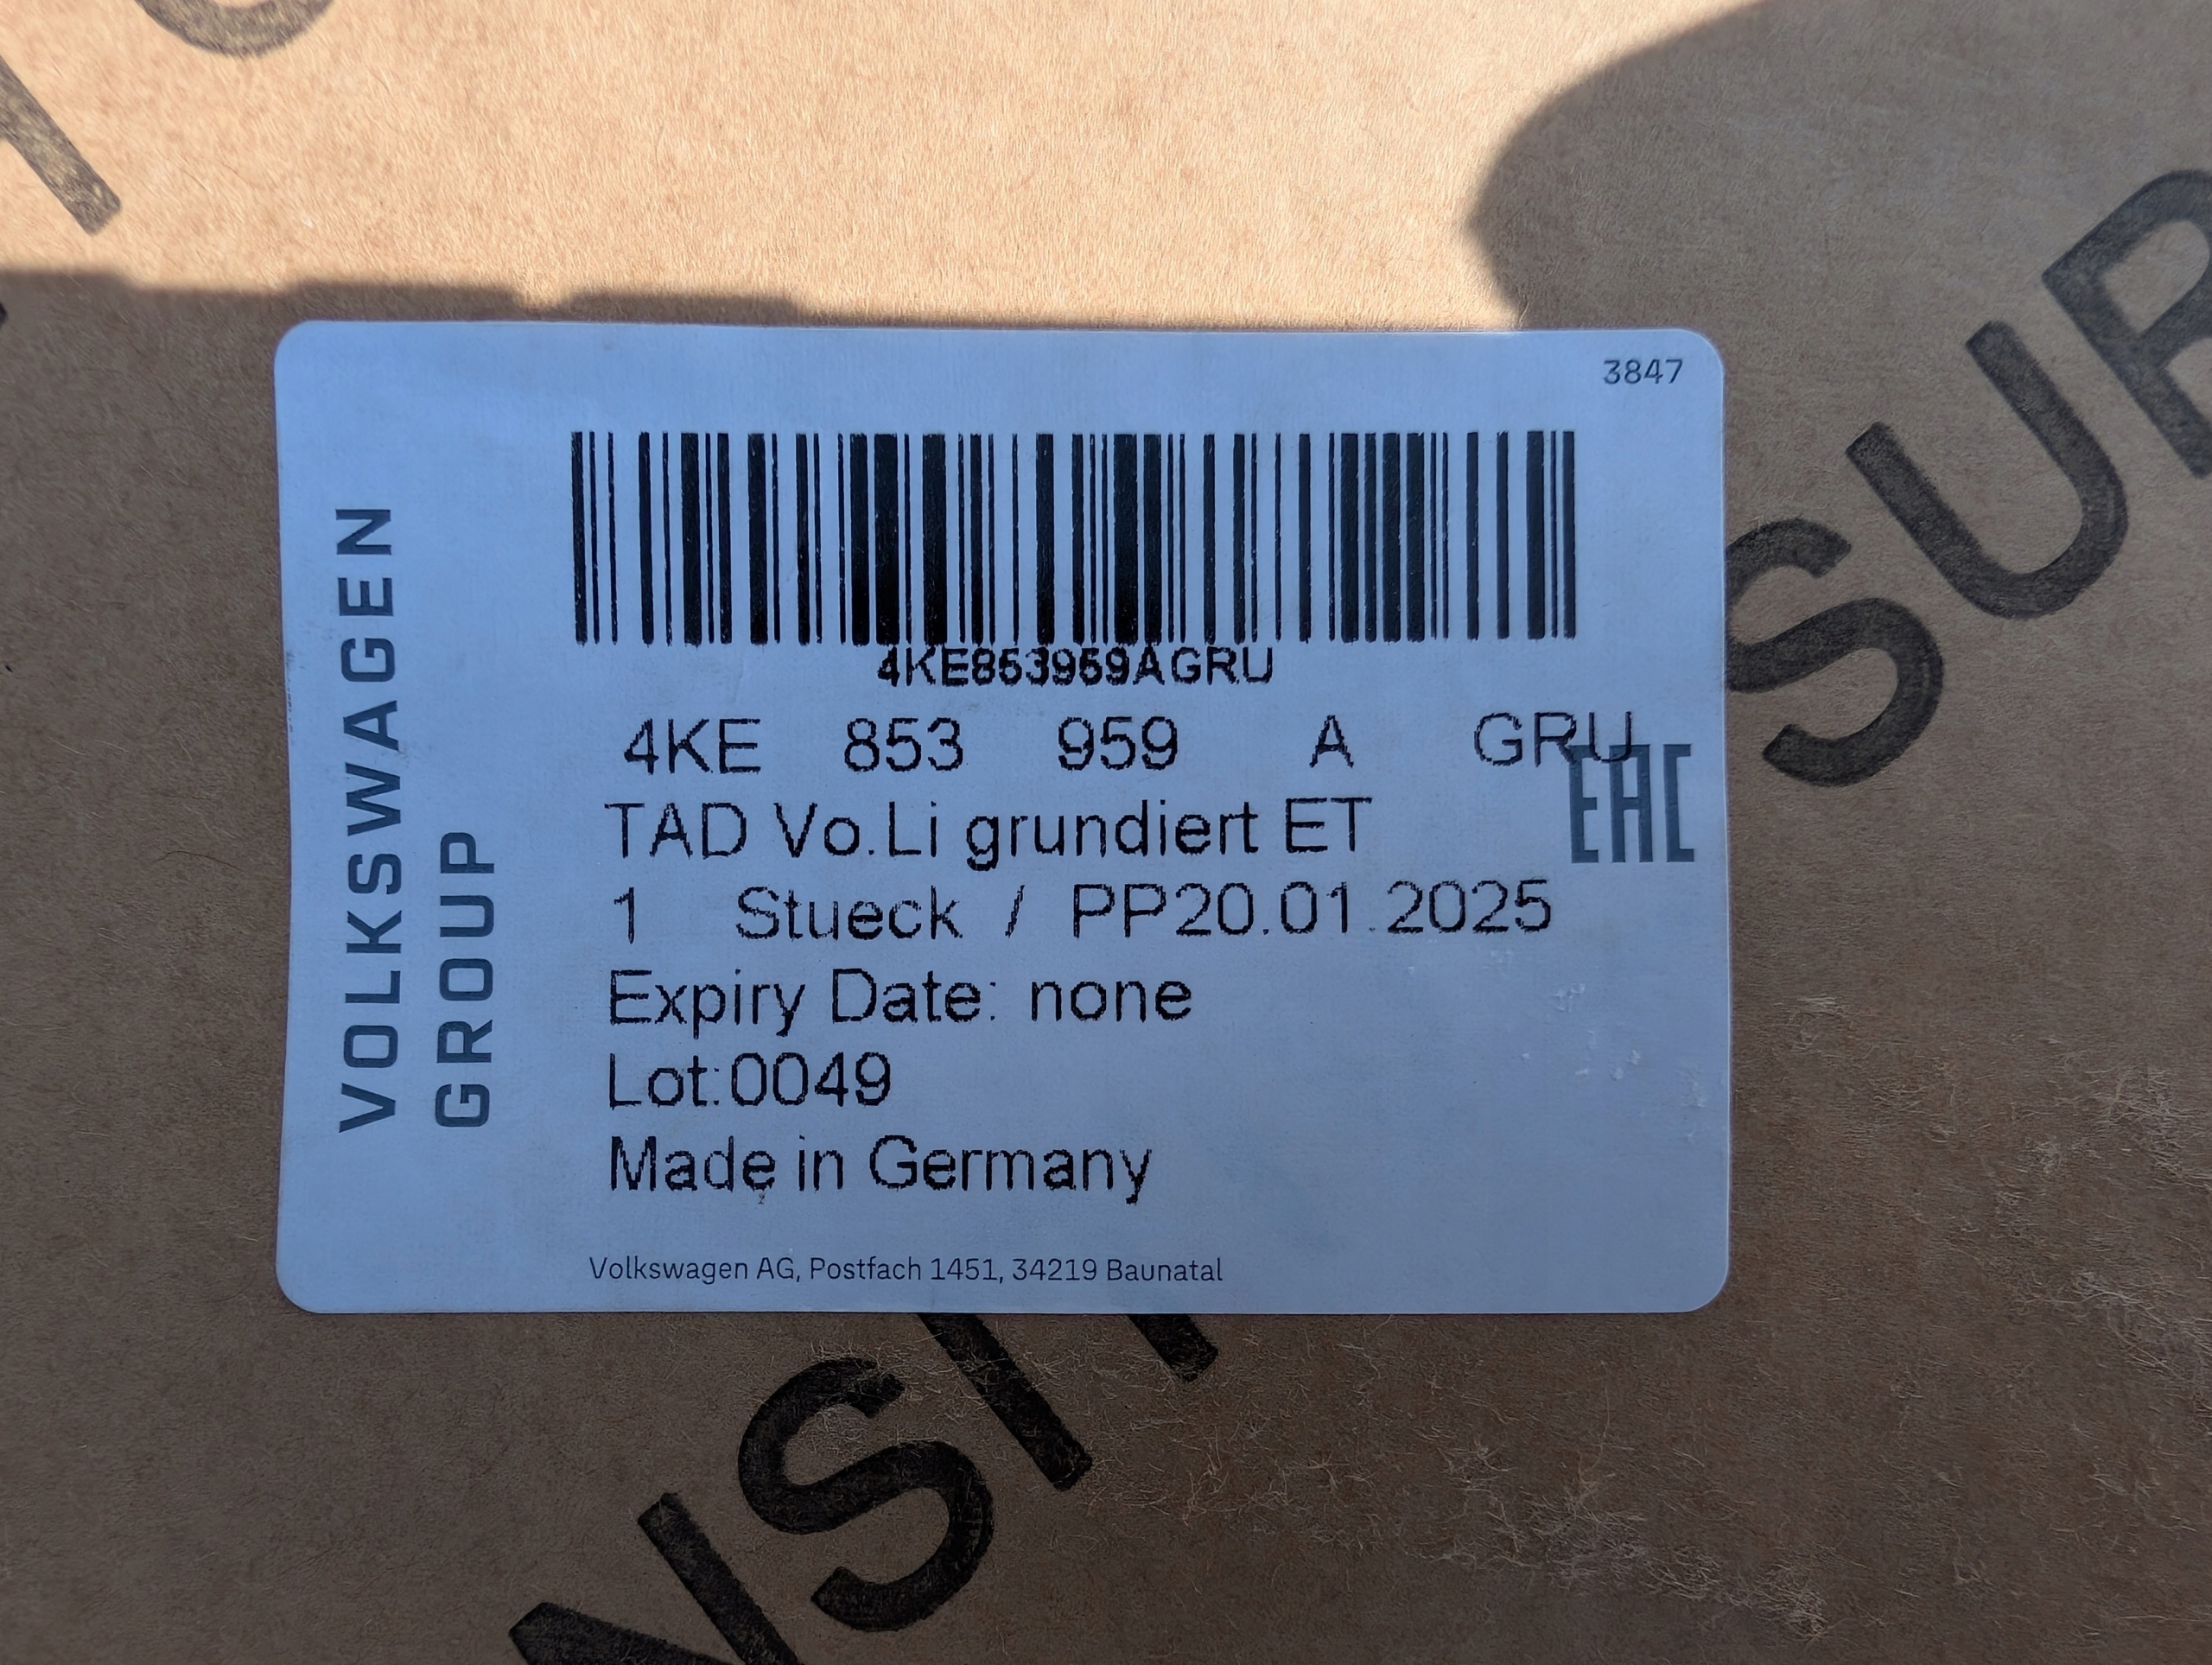 3847
VOLKSWAGEN
GROUP
4KE853959AGRU
4KE 853 959 A GRU
EAC
TAD Vo.Li grundiert ET
1 Stueck / PP20.01.2025
Expiry Date: none
Lot:0049
Made in Germany
Volkswagen AG, Postfach 1451, 34219 Baunatal